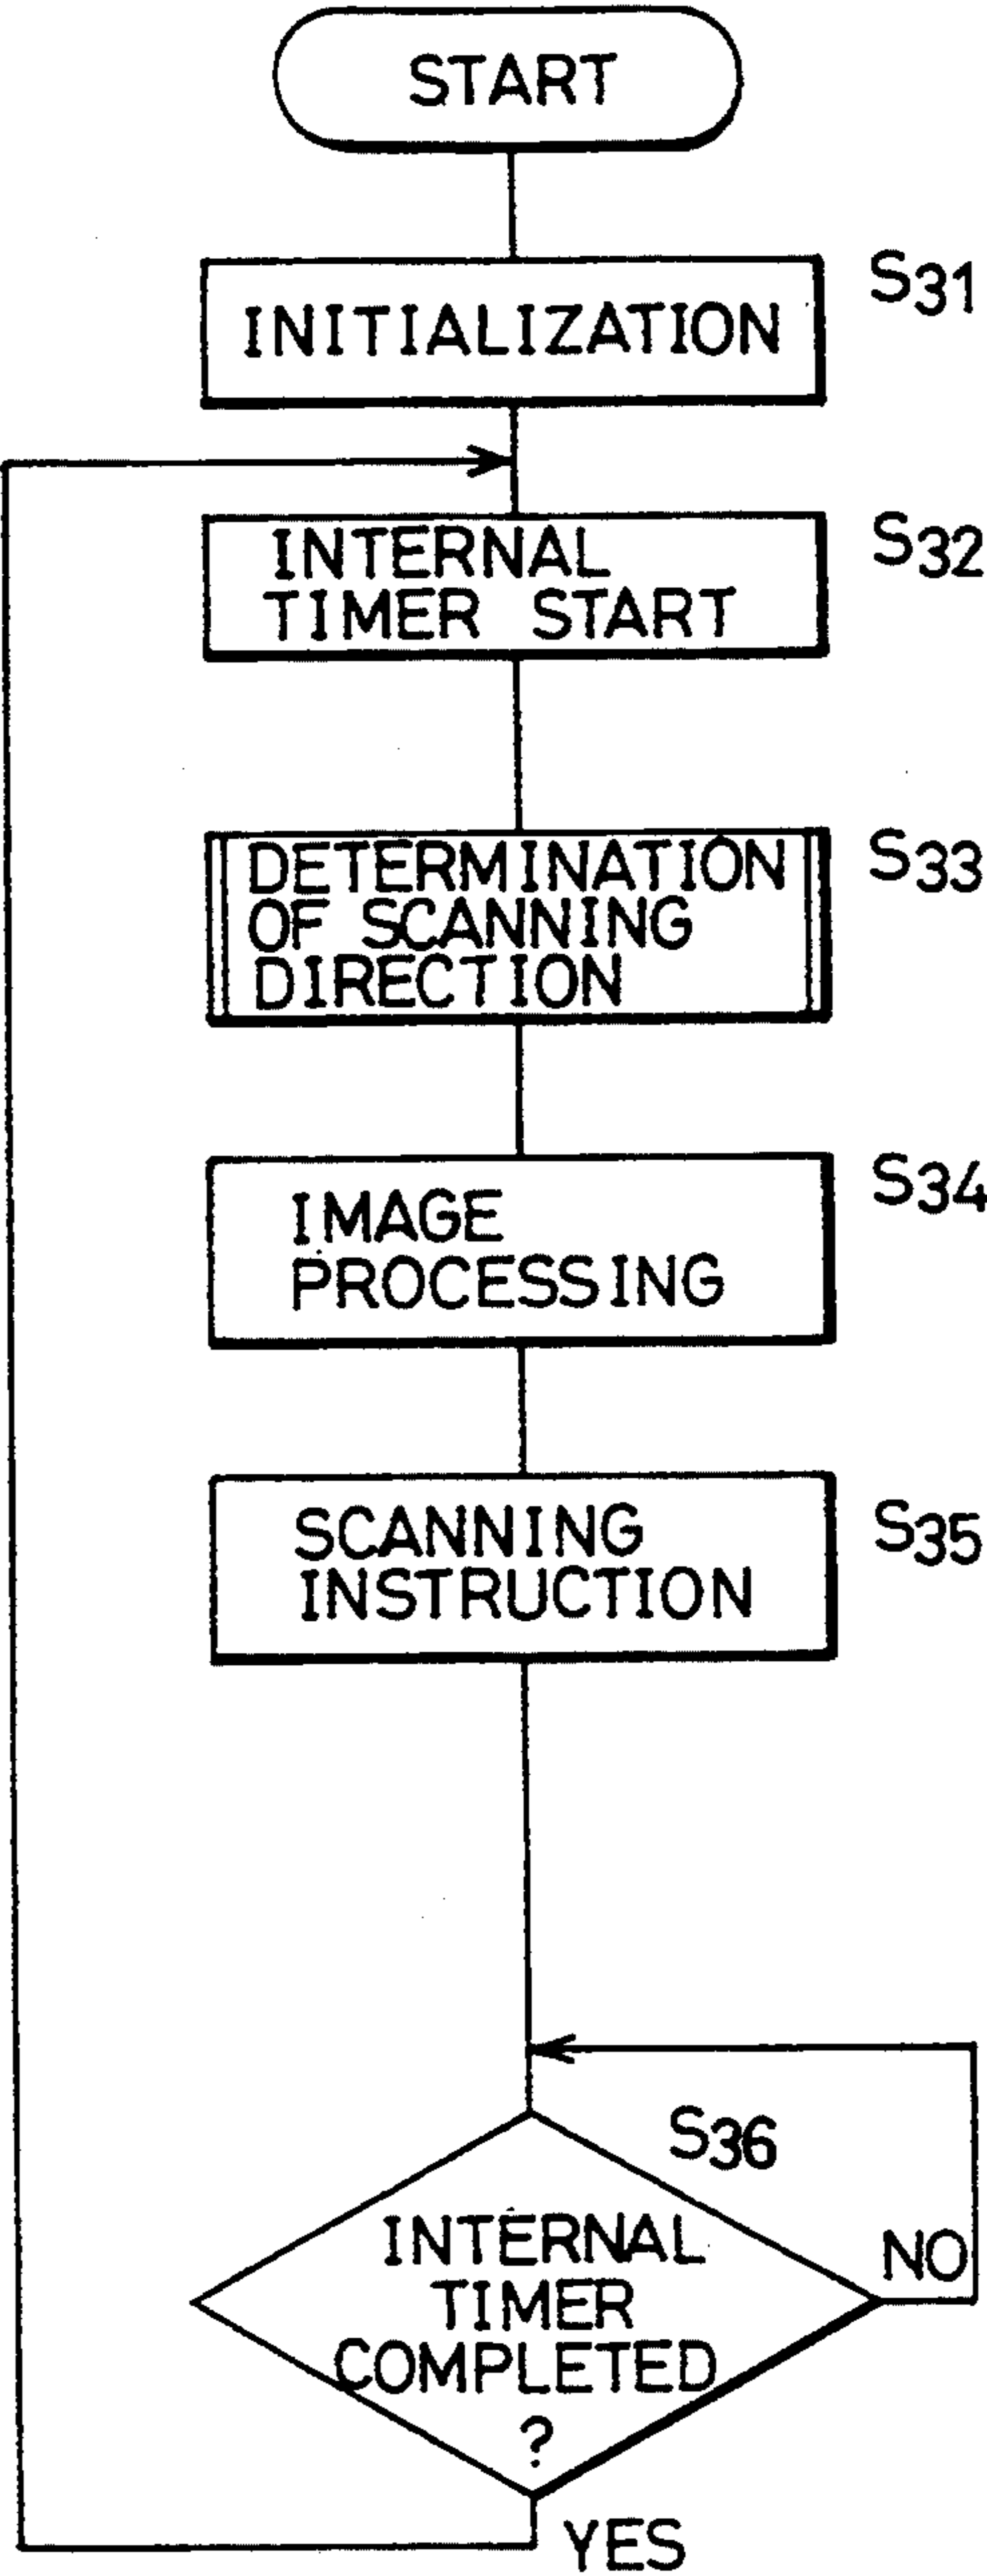 START
INITIALIZATION
S31
INTERNAL
TIMER START
S32
DETERMINATION
OF SCANNING
DIRECTION
S33
IMAGE
PROCESSING
S34
SCANNING
INSTRUCTION
S35
S36
INTERNAL
TIMER
COMPLETED
?
NO
YES